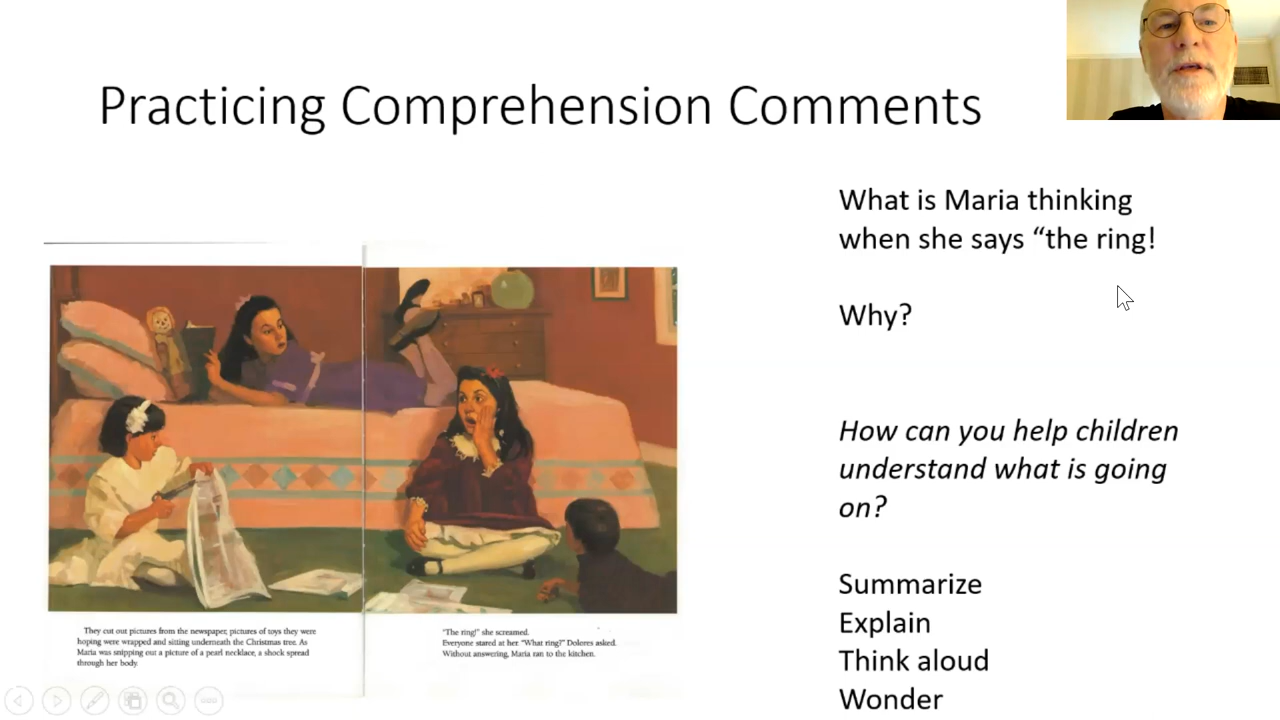 Practicing Comprehension Comments
What is Maria thinking
when she says “the ring!
Why?
How can you help children
understand what is going
on?
Summarize
Explain
Think aloud
Wonder
They cut out pictures from the newspaper, pictures of toys they were
hoping were wrapped and sitting underneath the Christmas tree. As
Maria was snipping out a picture of a pearl necklace, a shock spread
through her body.
"The ring!" she screamed.
Everyone stared at her. "What ring?" Dolores asked.
Without answering, Maria ran to the kitchen.